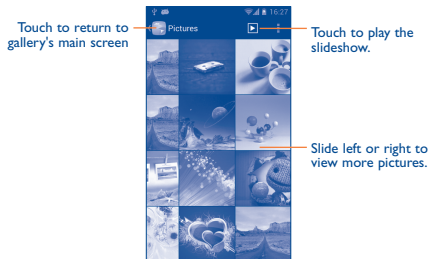 16:27
Touch to return to
gallery's main screen
Pictures
Touch to play the
slideshow.
Slide left or right to
view more pictures.